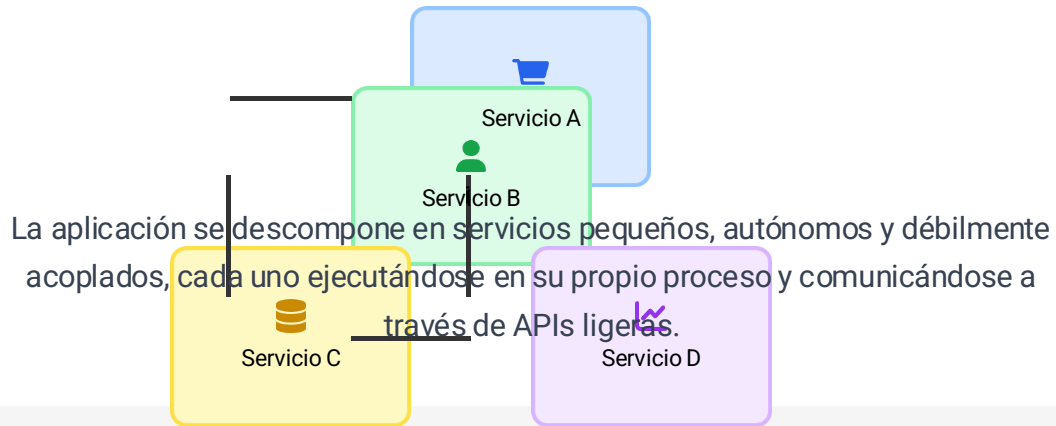 Servicio A
Servicio B
La aplicación se descompone en servicios pequeños, autónomos y débilmente
acoplados, cada uno ejecutándose en su propio proceso y comunicándose a
través de APIs ligeras.
Servicio C
Servicio D